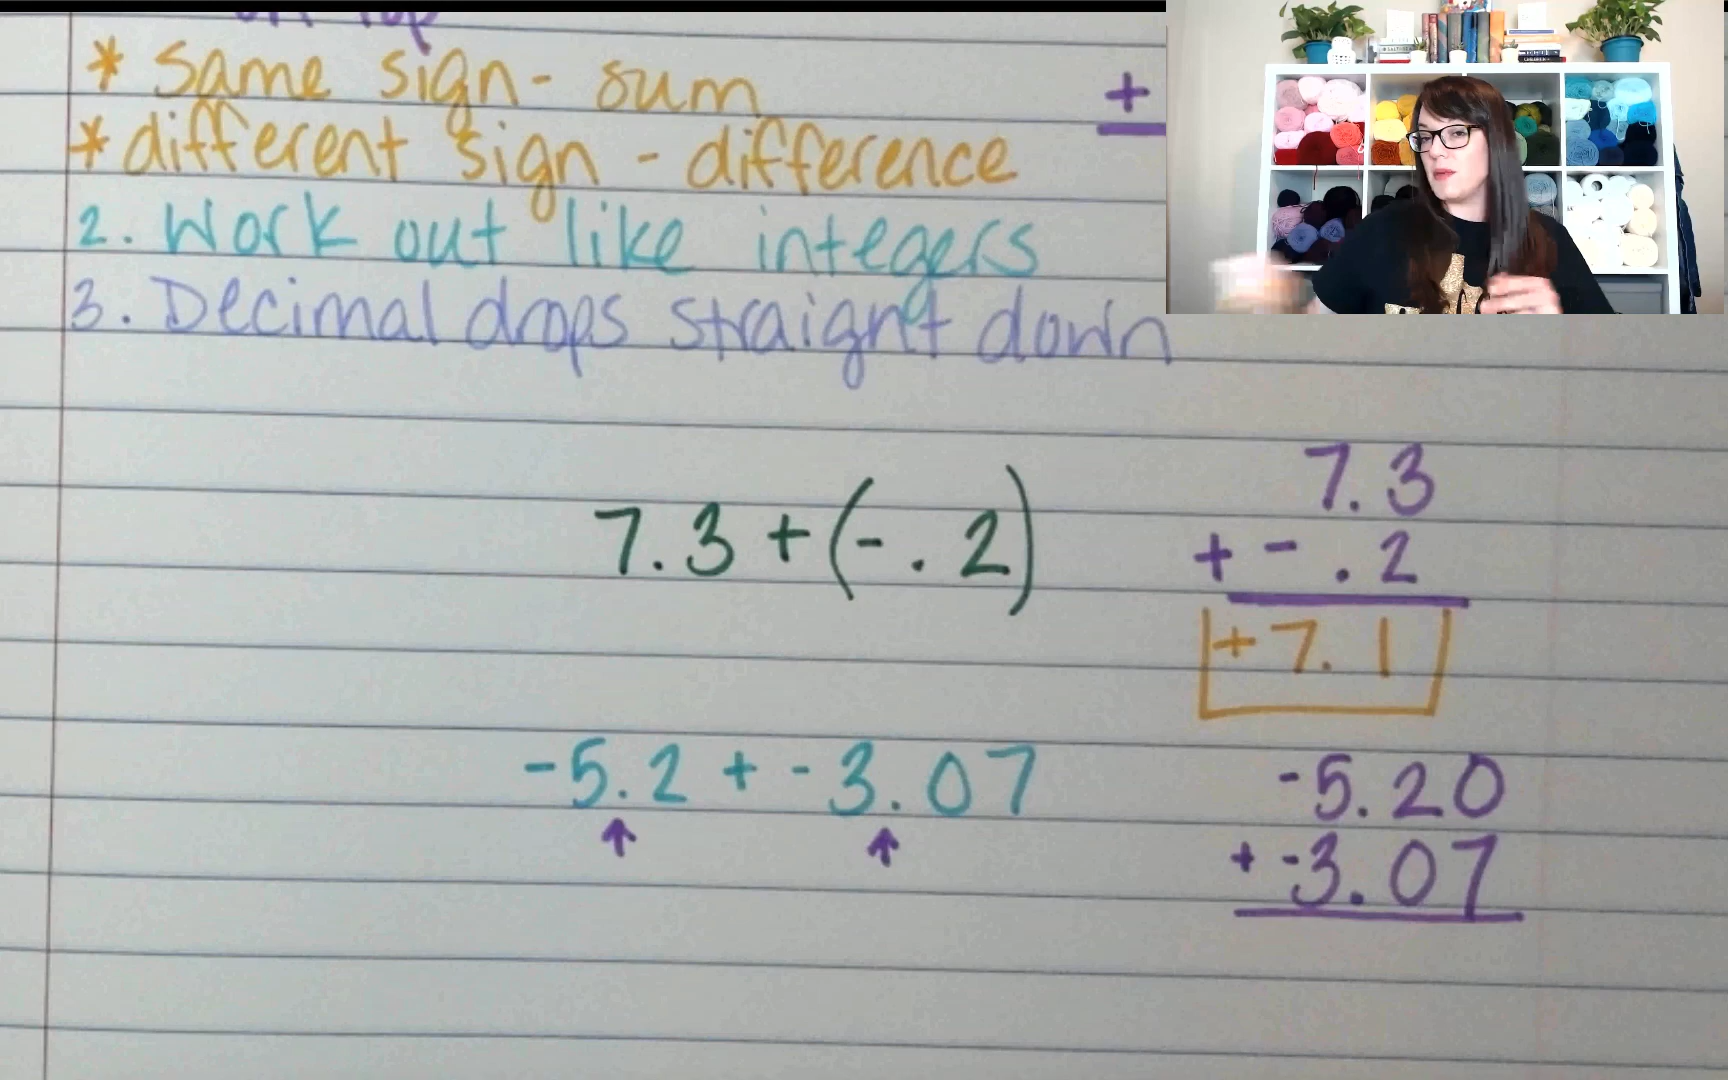 * same sign - sum
+
* different sign - difference
2. Work out like integers
3. Decimal drops straight down
7.3 + (- .2)
7.3
+ - .2
+ 7.1
-5.2 + -3.07
-5.20
+ -3.07